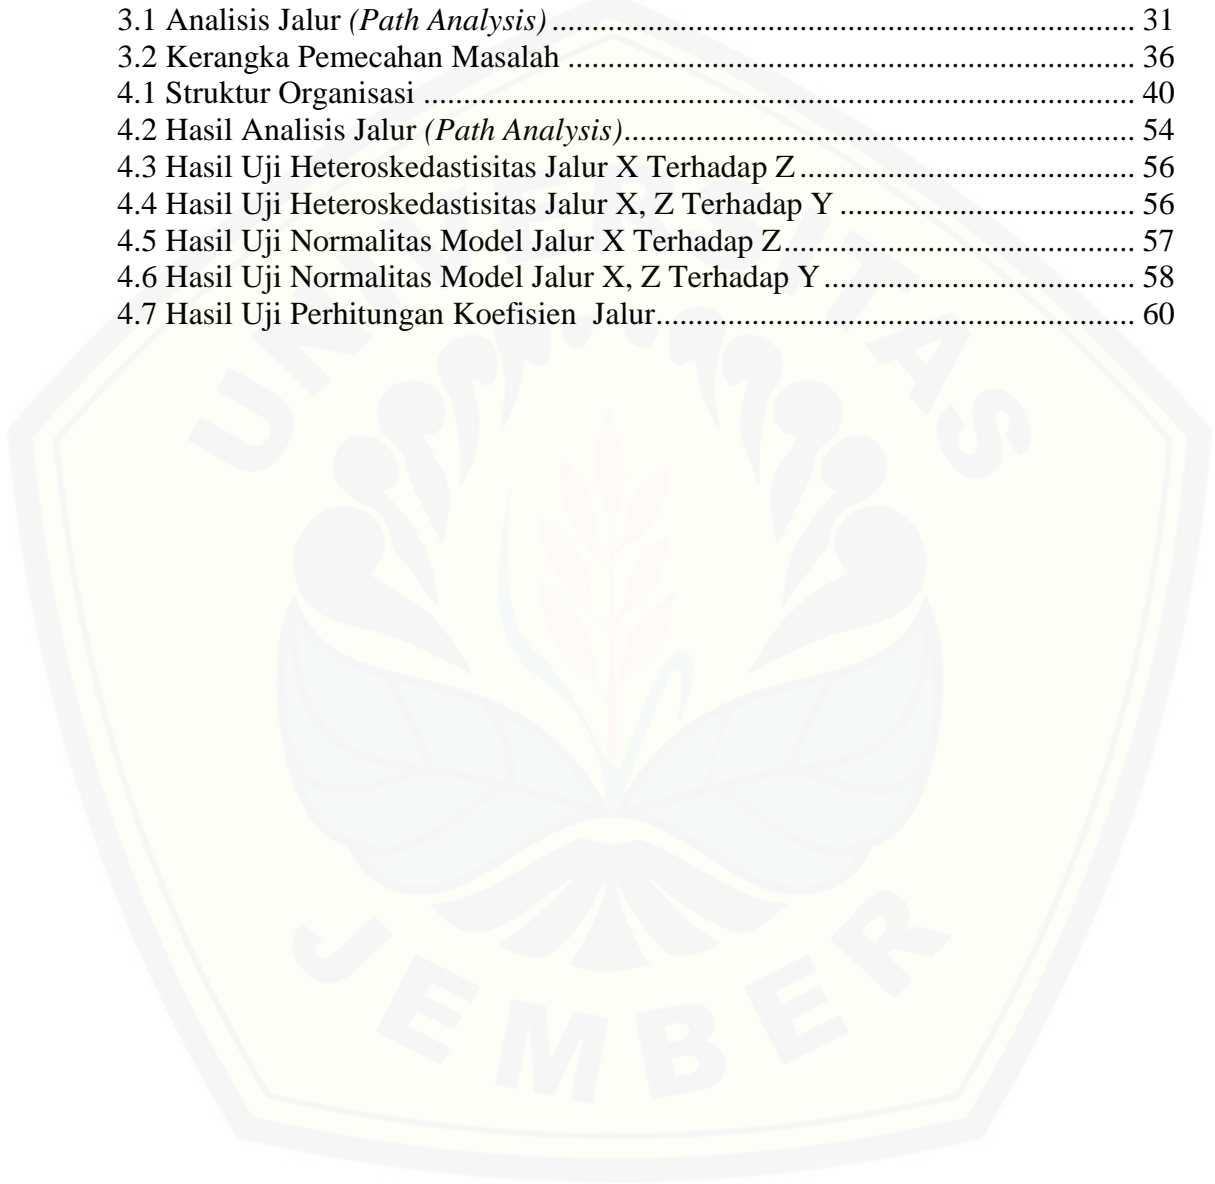 3.1 Analisis Jalur (Path Analysis) ........................................................................ 31
3.2 Kerangka Pemecahan Masalah ...................................................................... 36
4.1 Struktur Organisasi ........................................................................................ 40
4.2 Hasil Analisis Jalur (Path Analysis)............................................................... 54
4.3 Hasil Uji Heteroskedastisitas Jalur X Terhadap Z ......................................... 56
4.4 Hasil Uji Heteroskedastisitas Jalur X, Z Terhadap Y .................................... 56
4.5 Hasil Uji Normalitas Model Jalur X Terhadap Z........................................... 57
4.6 Hasil Uji Normalitas Model Jalur X, Z Terhadap Y ...................................... 58
4.7 Hasil Uji Perhitungan Koefisien  Jalur........................................................... 60
UNIVERSITAS
JEMBER